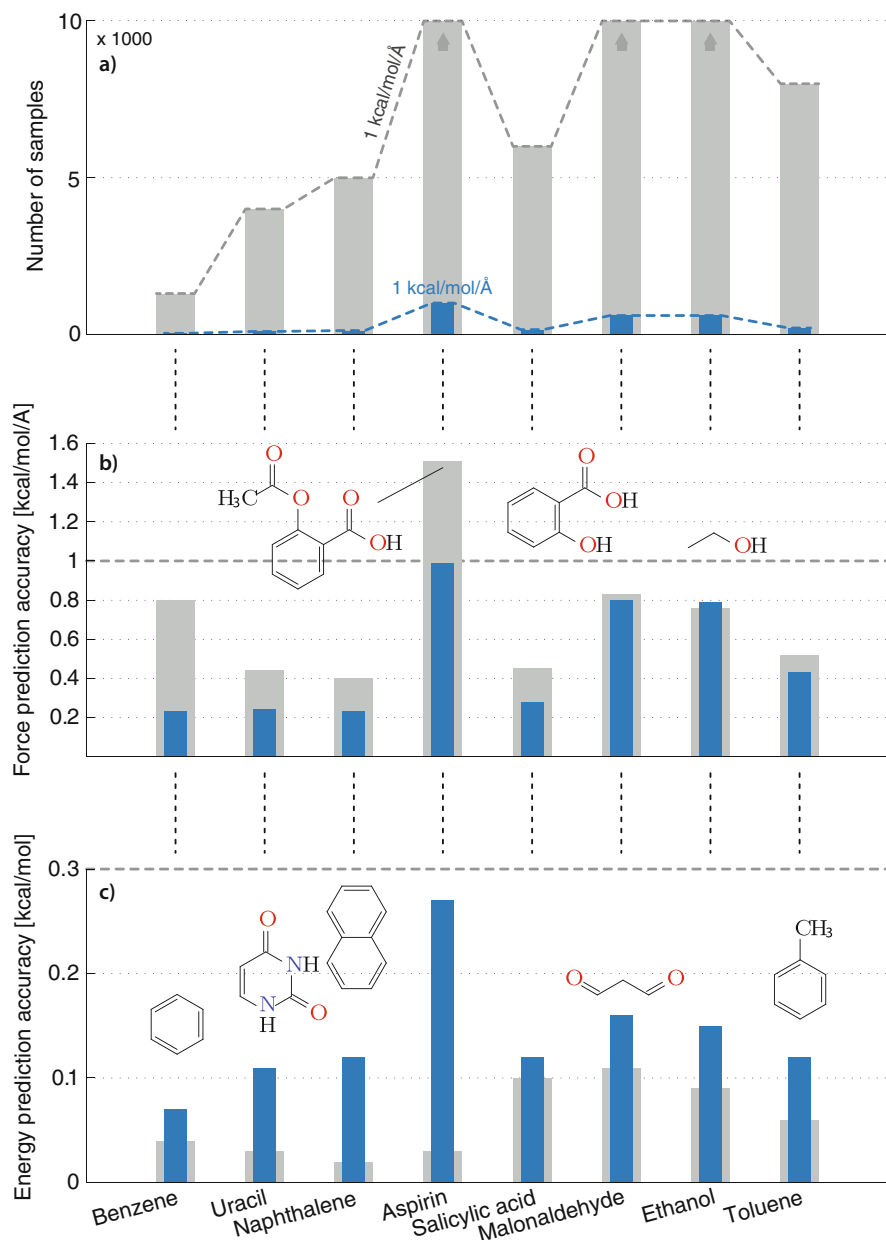 10
x 1000
a)
1 kcal/mol/Å
Number of samples
5
1 kcal/mol/Å
0
Force prediction accuracy [kcal/mol/A]
1.6
b)
1.4
1.2
1
0.8
0.6
0.4
0.2
O
H₃C
O
O
OH
O
OH
OH
OH
Energy prediction accuracy [kcal/mol]
0.3
c)
0.2
0.1
0
O
NH
N
H
O
O
O
CH₃
Benzene
Uracil
Naphthalene
Aspirin
Salicylic acid
Malonaldehyde
Ethanol
Toluene